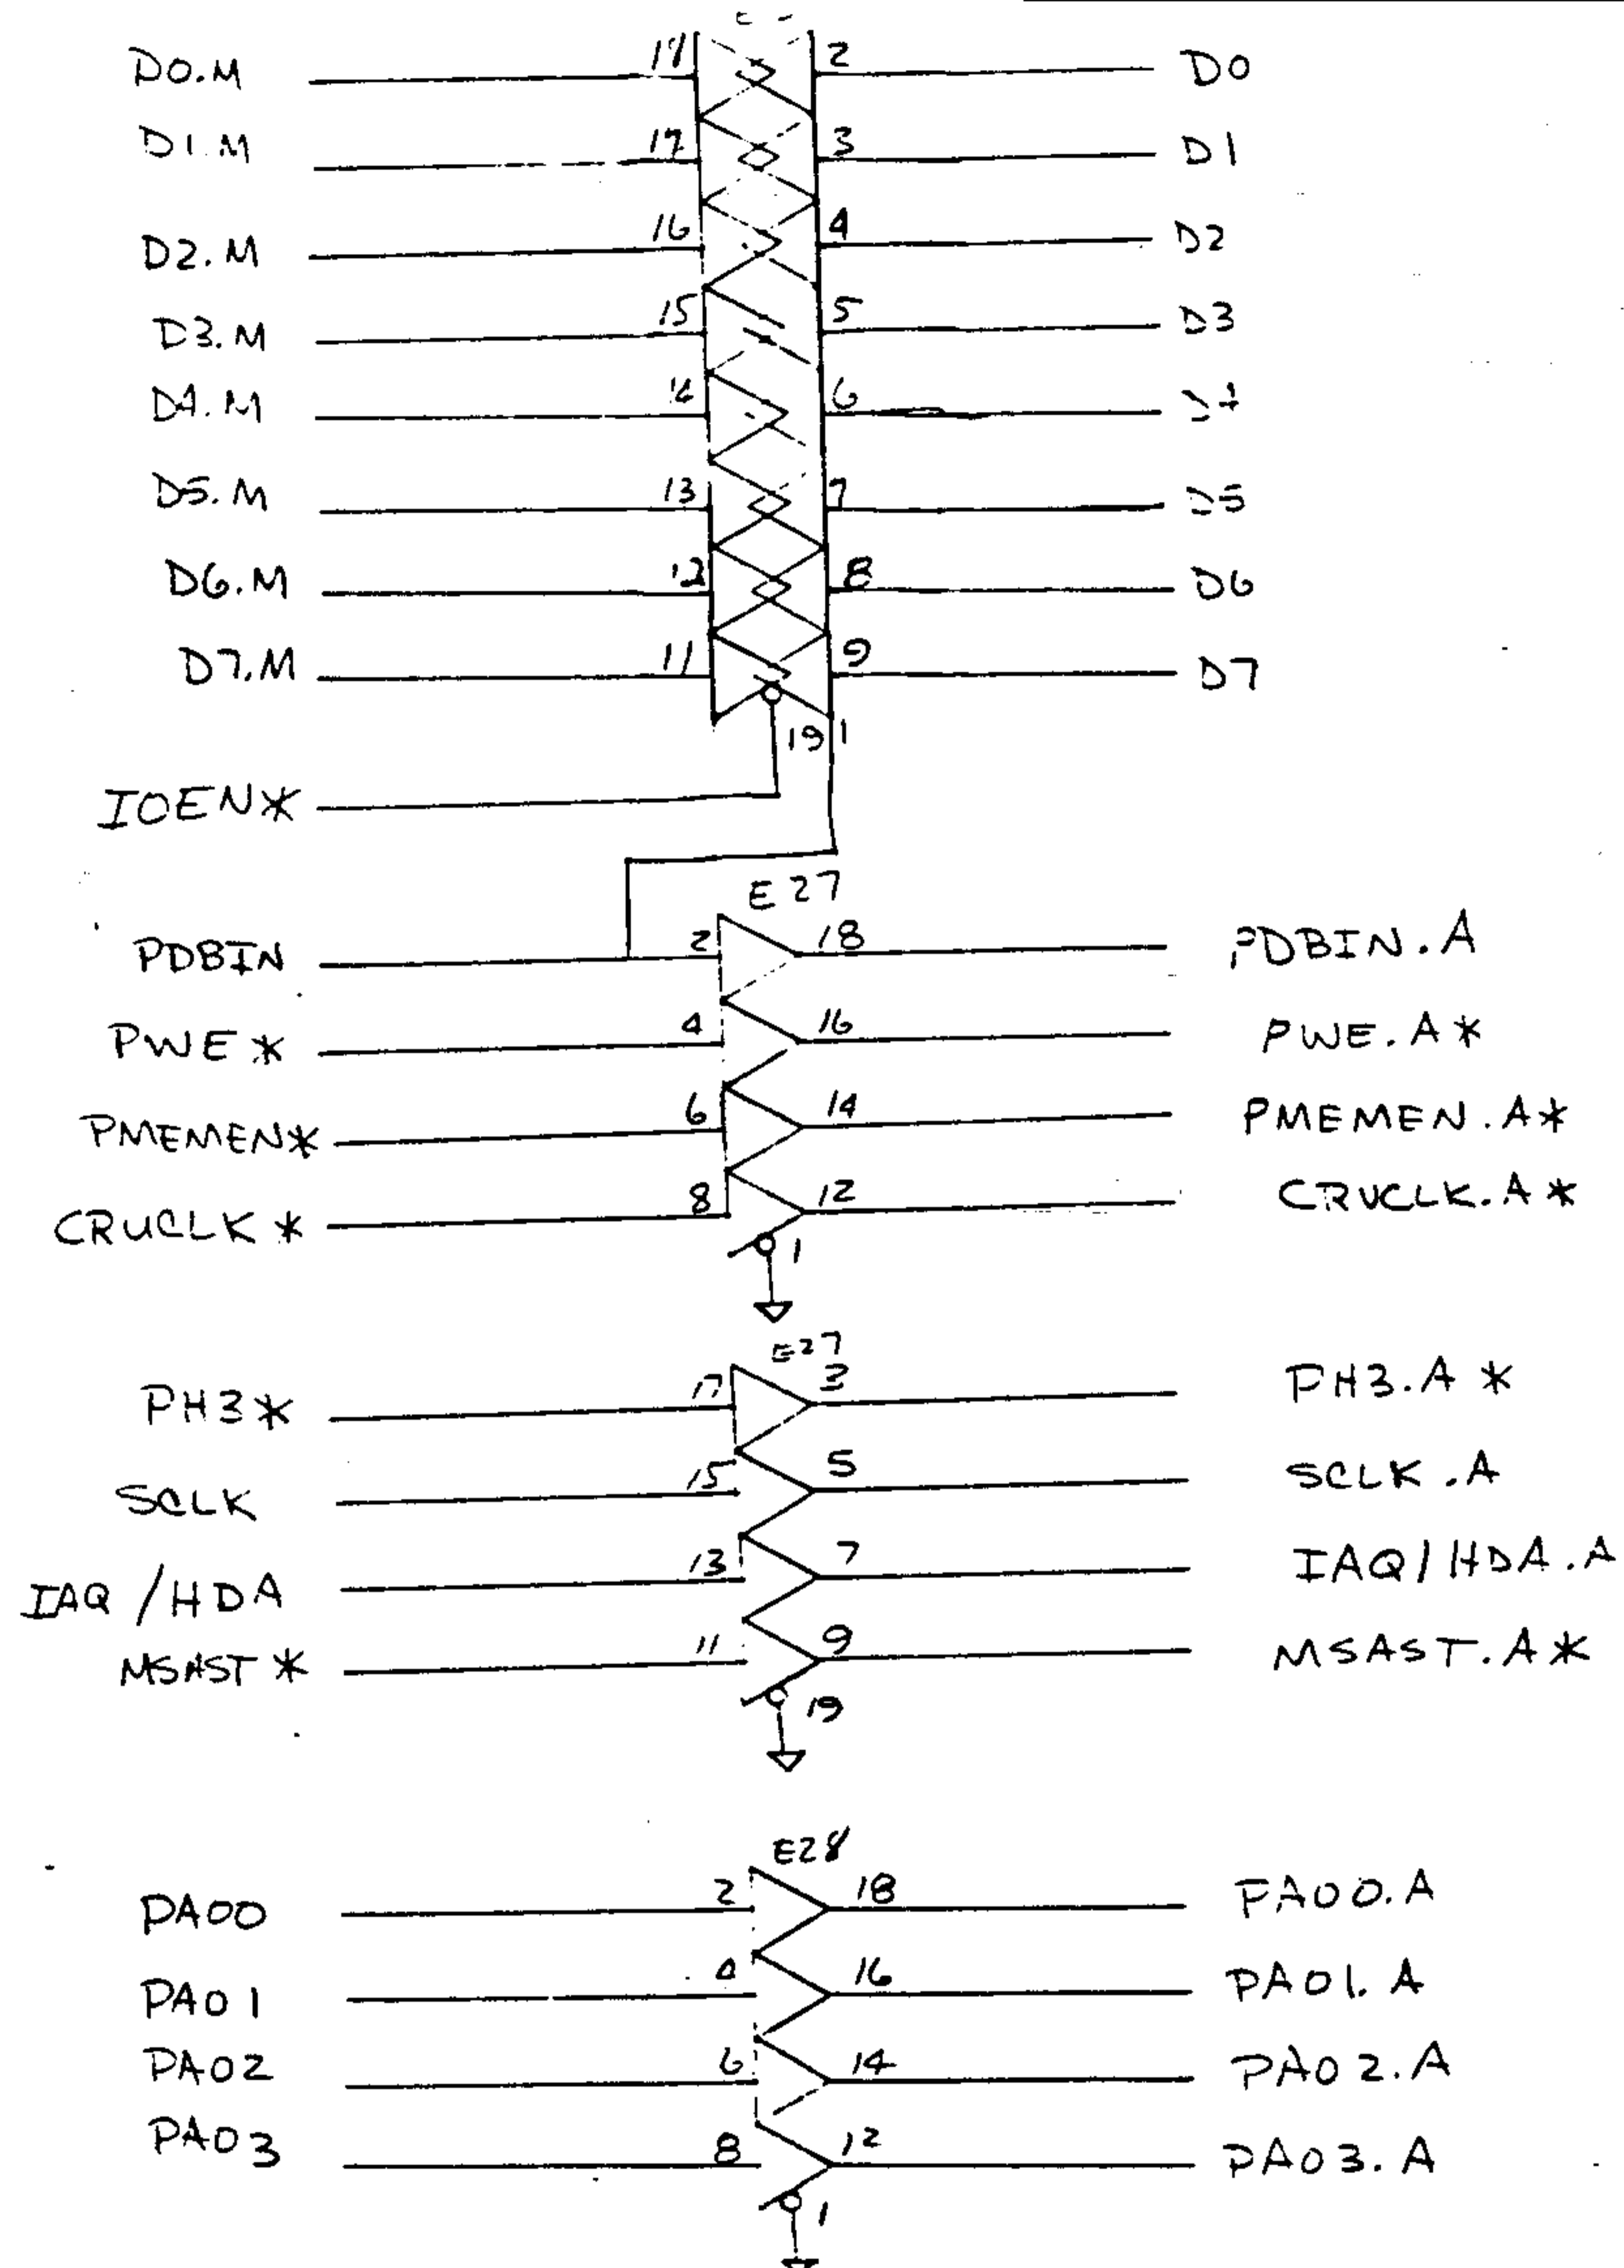 D0.M 18 2 D0
D1.M 17 3 D1
D2.M 16 4 D2
D3.M 15 5 D3
D4.M 6
D5.M 13 7 D5
D6.M 12 8 D6
D7.M 11 9 D7
19 1
IOEN*
E27
PDBIN 2 18 PDBIN.A
PWE* 4 16 PWE.A*
PMEMEN* 6 14 PMEMEN.A*
CRUCLK* 8 12 CRUCLK.A*
1
E27
PH3* 17 3 PH3.A*
SCLK 15 5 SCLK.A
IAQ/HDA 13 7 IAQ/HDA.A
MSAST* 11 9 MSAST.A*
19
E28
PA00 2 18 PA00.A
PA01 4 16 PA01.A
PA02 6 14 PA02.A
PA03 8 12 PA03.A
1